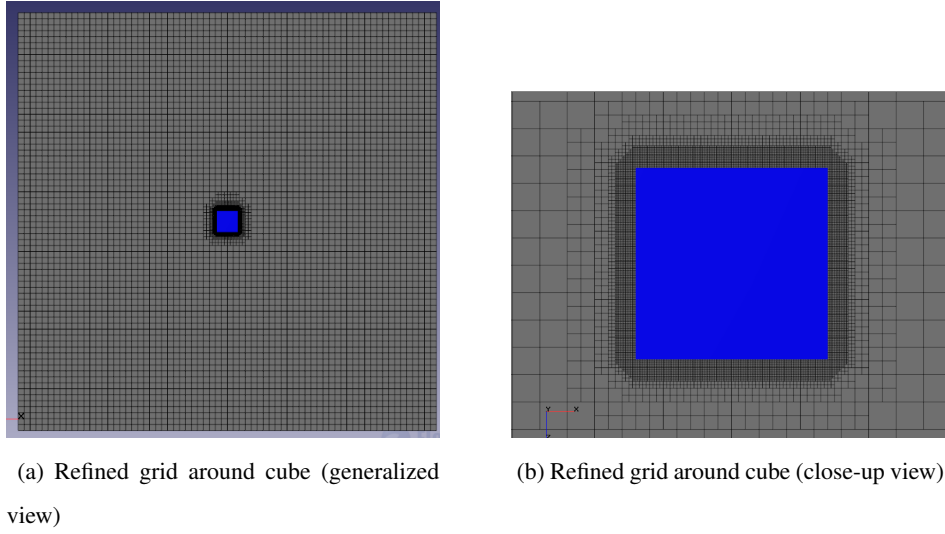 X
Y X
Z
(a) Refined grid around cube (generalized
view)
(b) Refined grid around cube (close-up view)